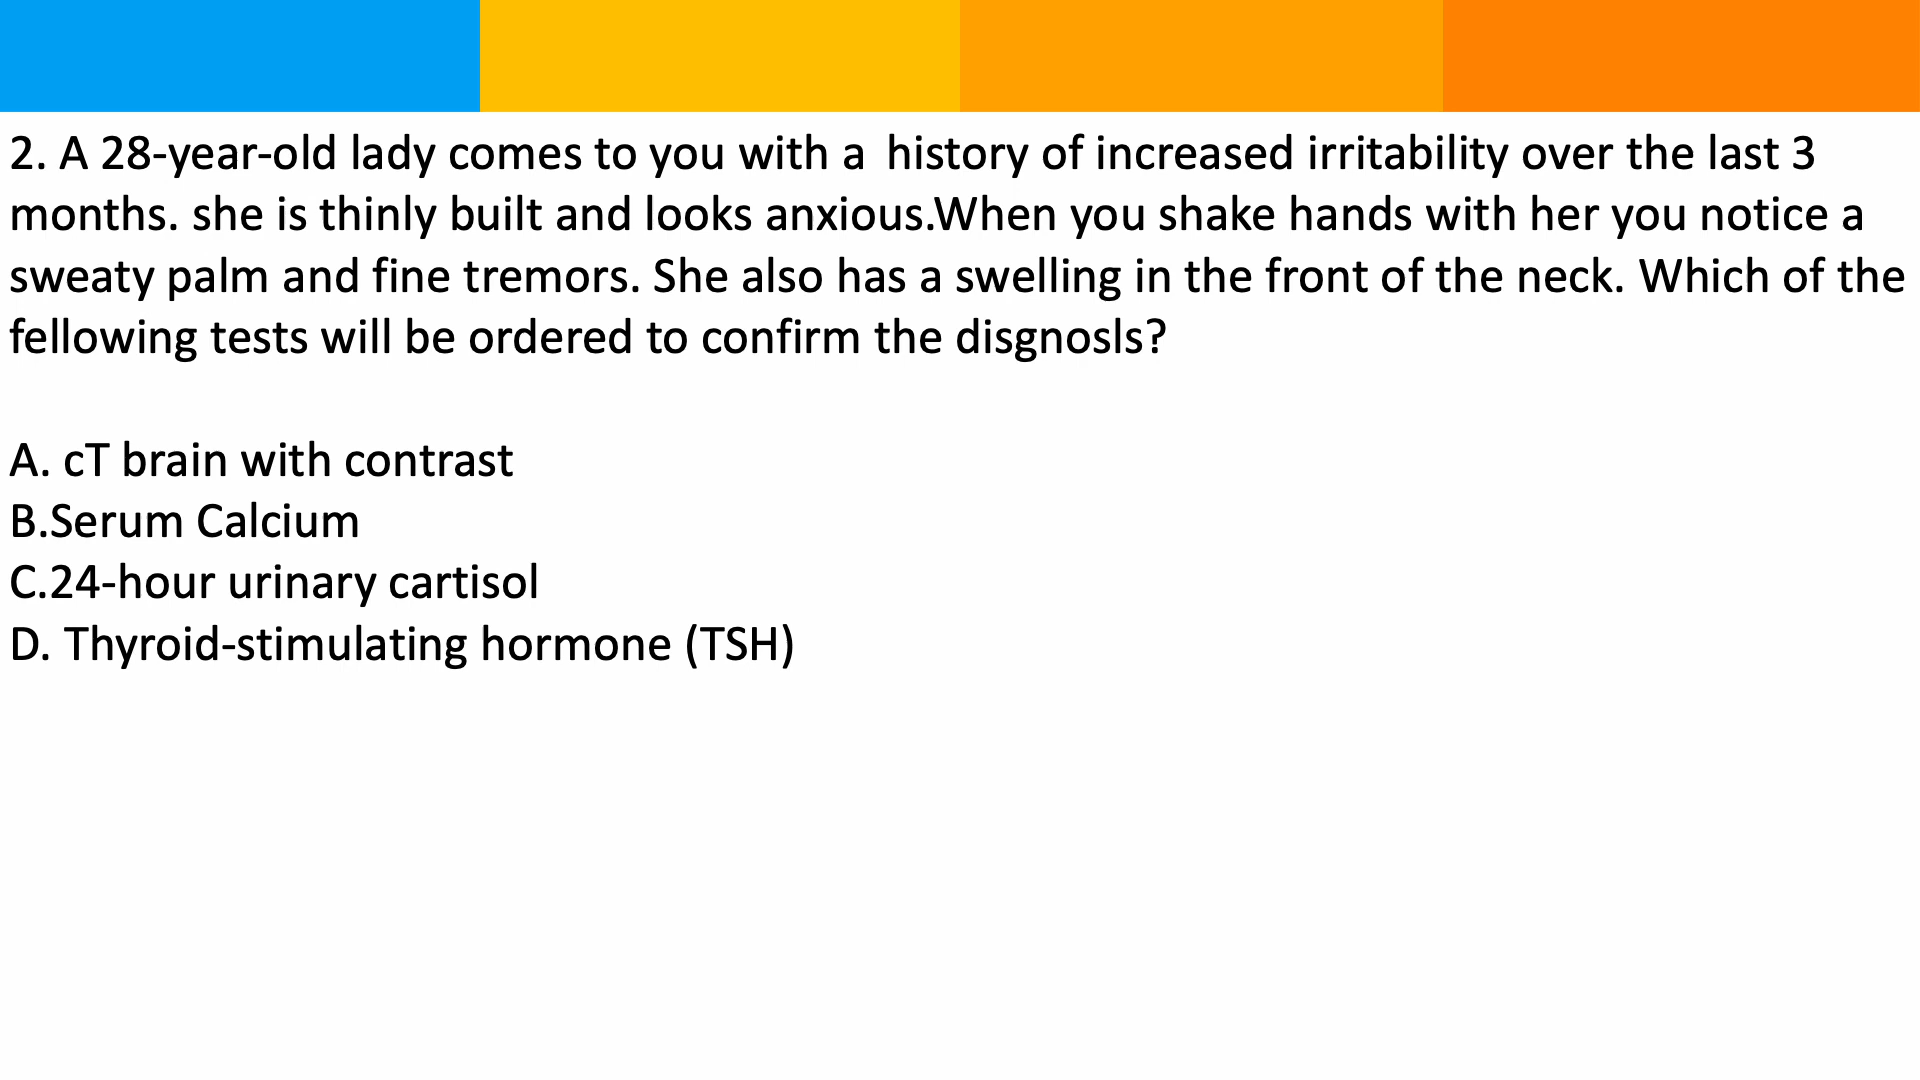 2. A 28-year-old lady comes to you with a  history of increased irritability over the last 3
months. she is thinly built and looks anxious.When you shake hands with her you notice a
sweaty palm and fine tremors. She also has a swelling in the front of the neck. Which of the
fellowing tests will be ordered to confirm the disgnosls?
A. cT brain with contrast
B.Serum Calcium
C.24-hour urinary cartisol
D. Thyroid-stimulating hormone (TSH)